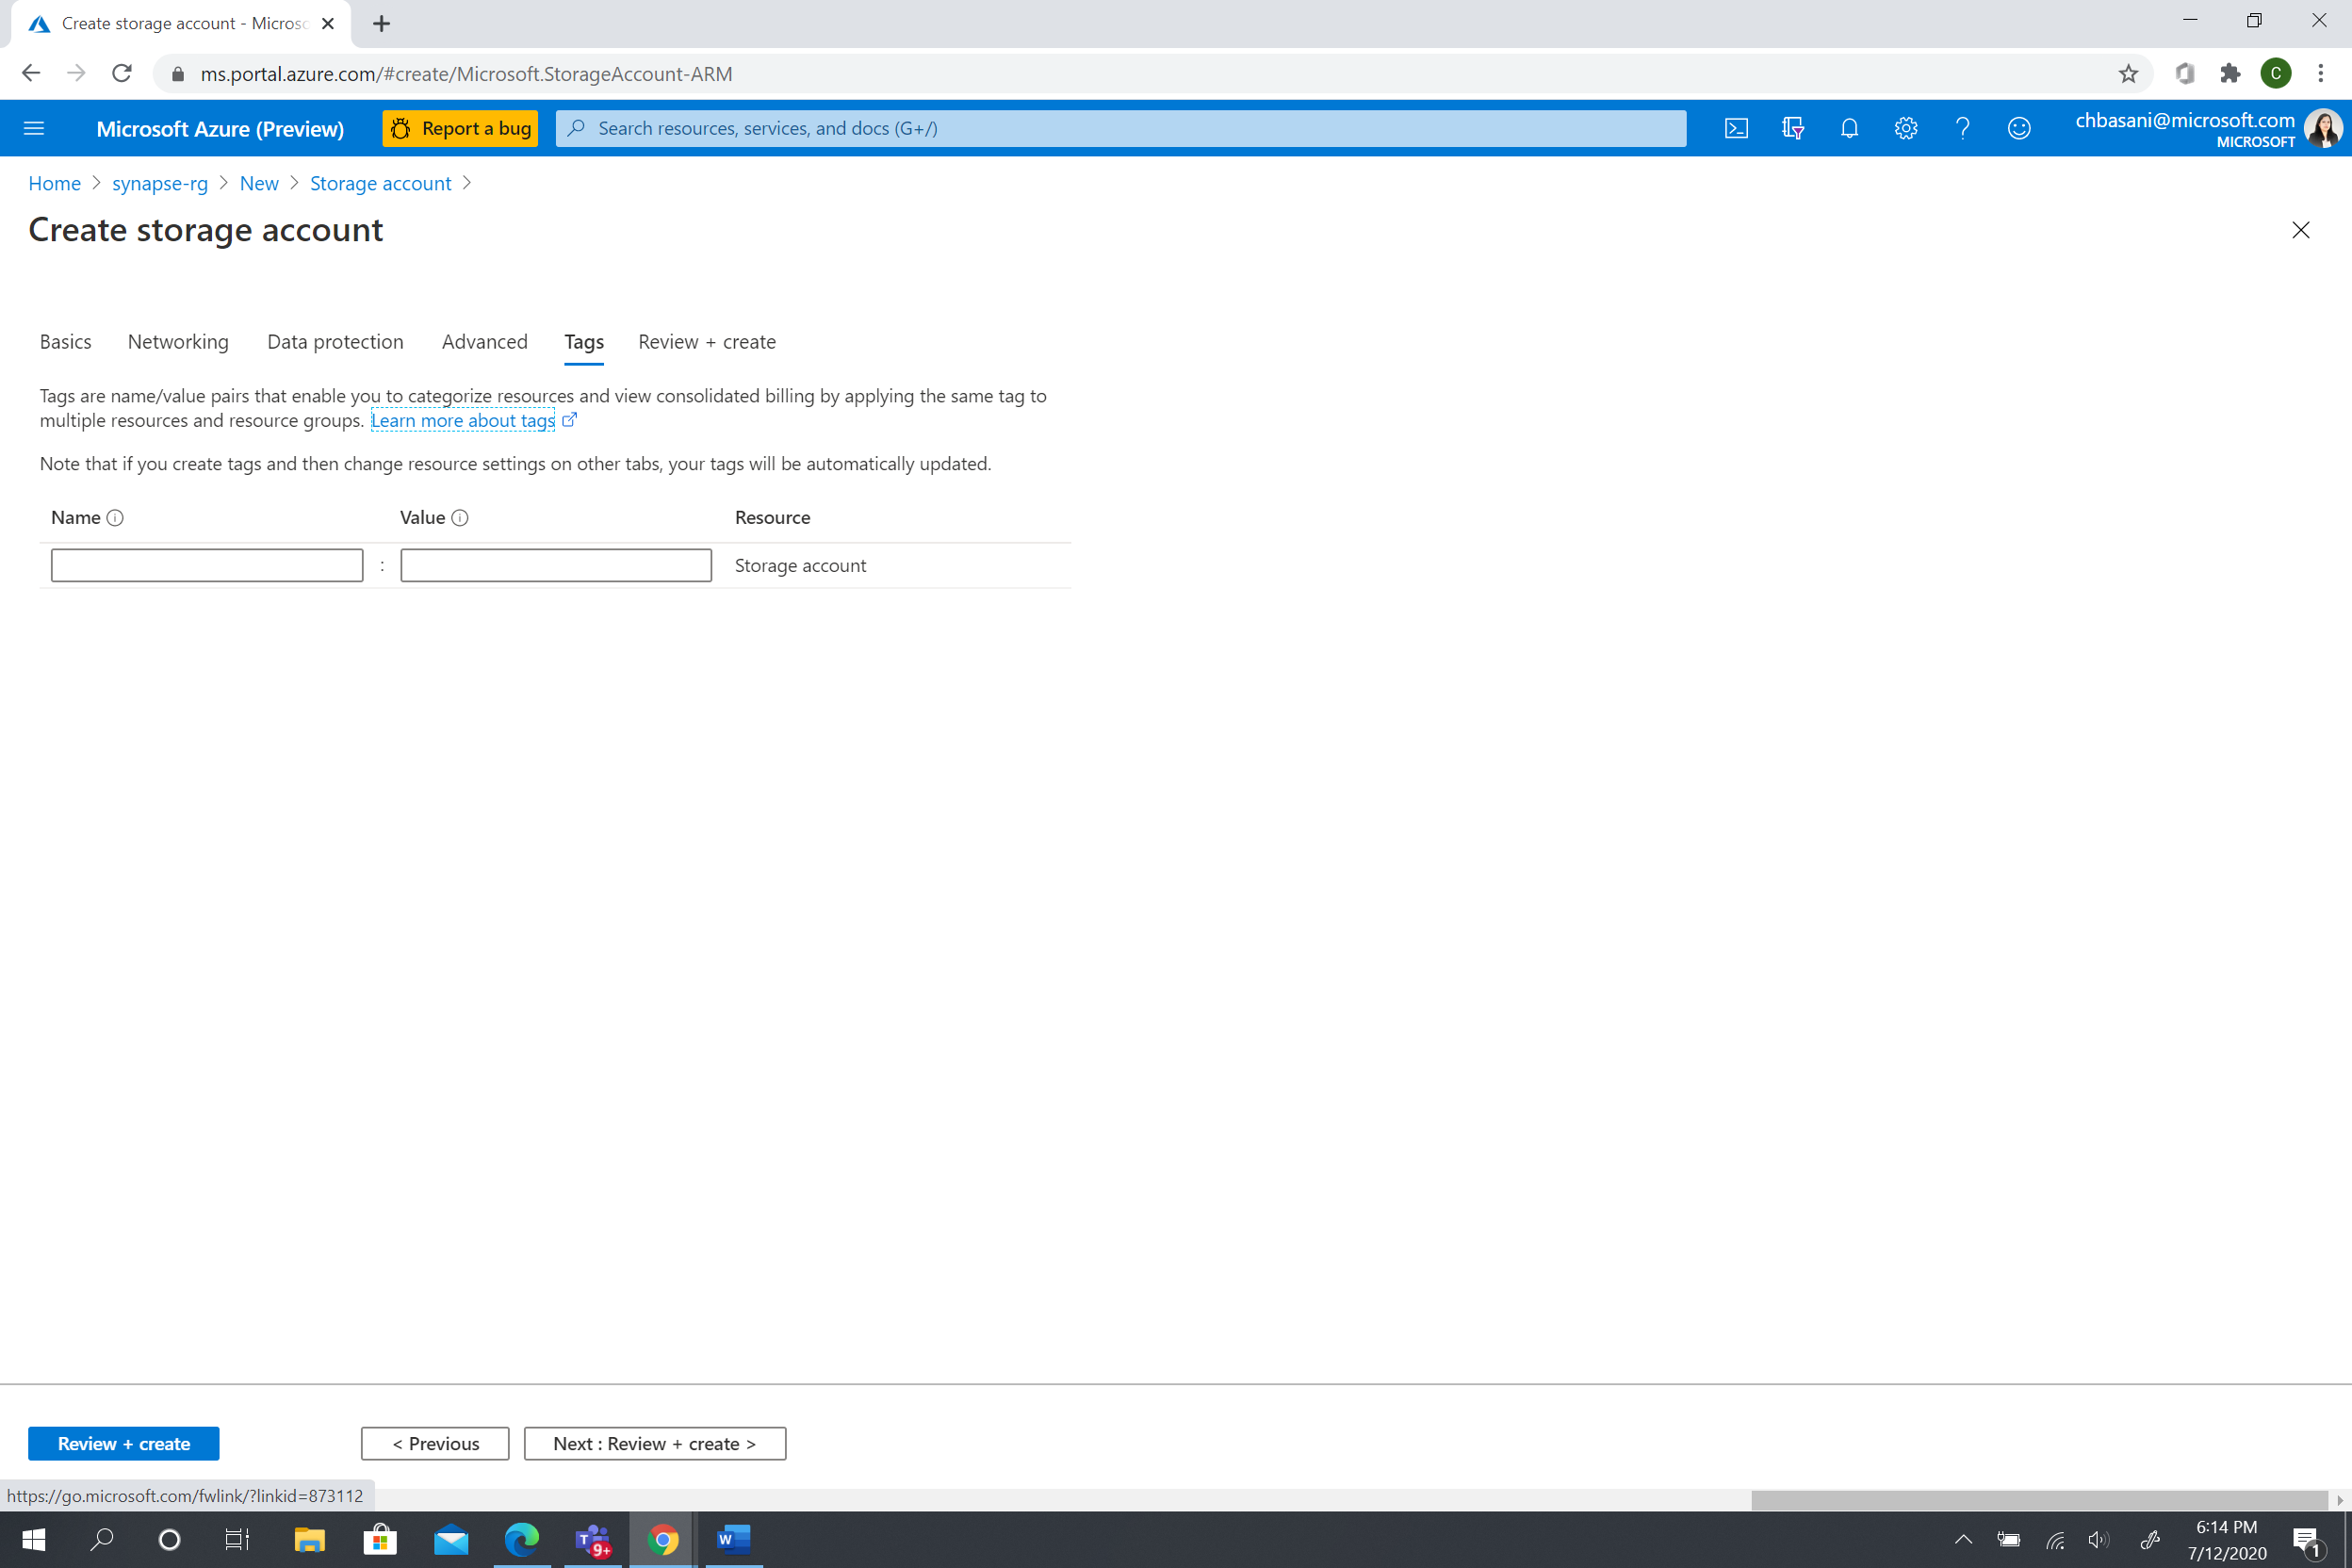 Create storage account - Micros
ms.portal.azure.com/#create/Microsoft.StorageAccount-ARM
C
Microsoft Azure (Preview)
Report a bug
Search resources, services, and docs (G+/)
chbasani@microsoft.com
MICROSOFT
Home > synapse-rg > New > Storage account >
Create storage account
Basics Networking Data protection Advanced Tags Review + create
Tags are name/value pairs that enable you to categorize resources and view consolidated billing by applying the same tag to
multiple resources and resource groups. Learn more about tags
Note that if you create tags and then change resource settings on other tabs, your tags will be automatically updated.
Name Value Resource
: Storage account
Review + create < Previous Next : Review + create >
https://go.microsoft.com/fwlink/?linkid=873112
T 9+ W
6:14 PM
7/12/2020
1